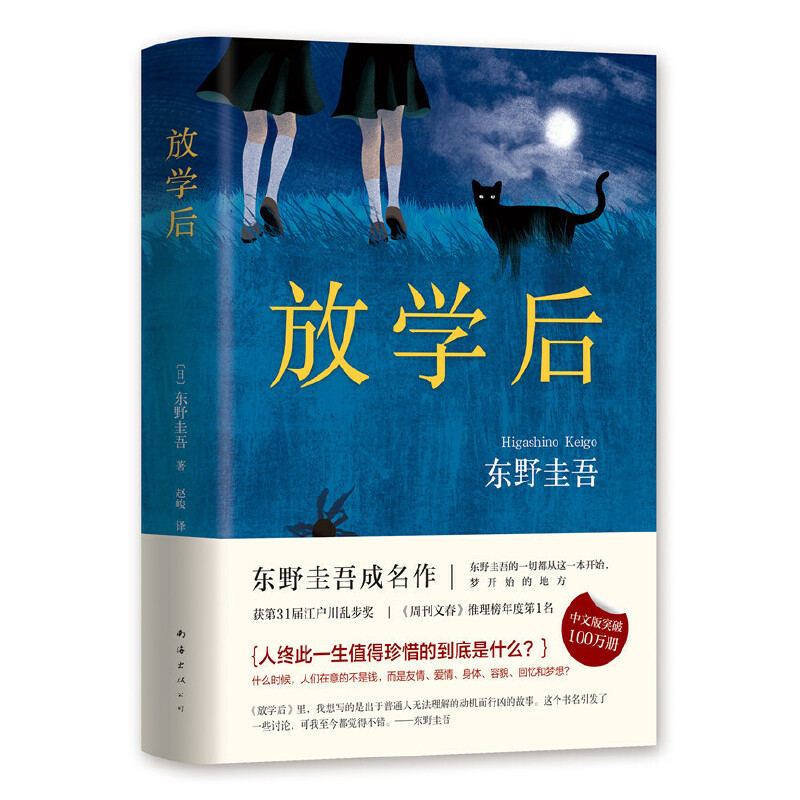 放学后
〔日〕东野圭吾 著
赵峻 译
南海出版公司
放学后
Higashino Keigo
东野圭吾
东野圭吾成名作
东野圭吾的一切都从这一本开始，
梦开始的地方
获第31届江户川乱步奖 | 《周刊文春》推理榜年度第1名
中文版突破
100万册
{人终此一生值得珍惜的到底是什么？}
什么时候，人们在意的不是钱，而是友情、爱情、身体、容貌、回忆和梦想？
《放学后》里，我想写的是出于普通人无法理解的动机而行凶的故事。这个书名引发了
一些讨论，可我至今都觉得不错。——东野圭吾